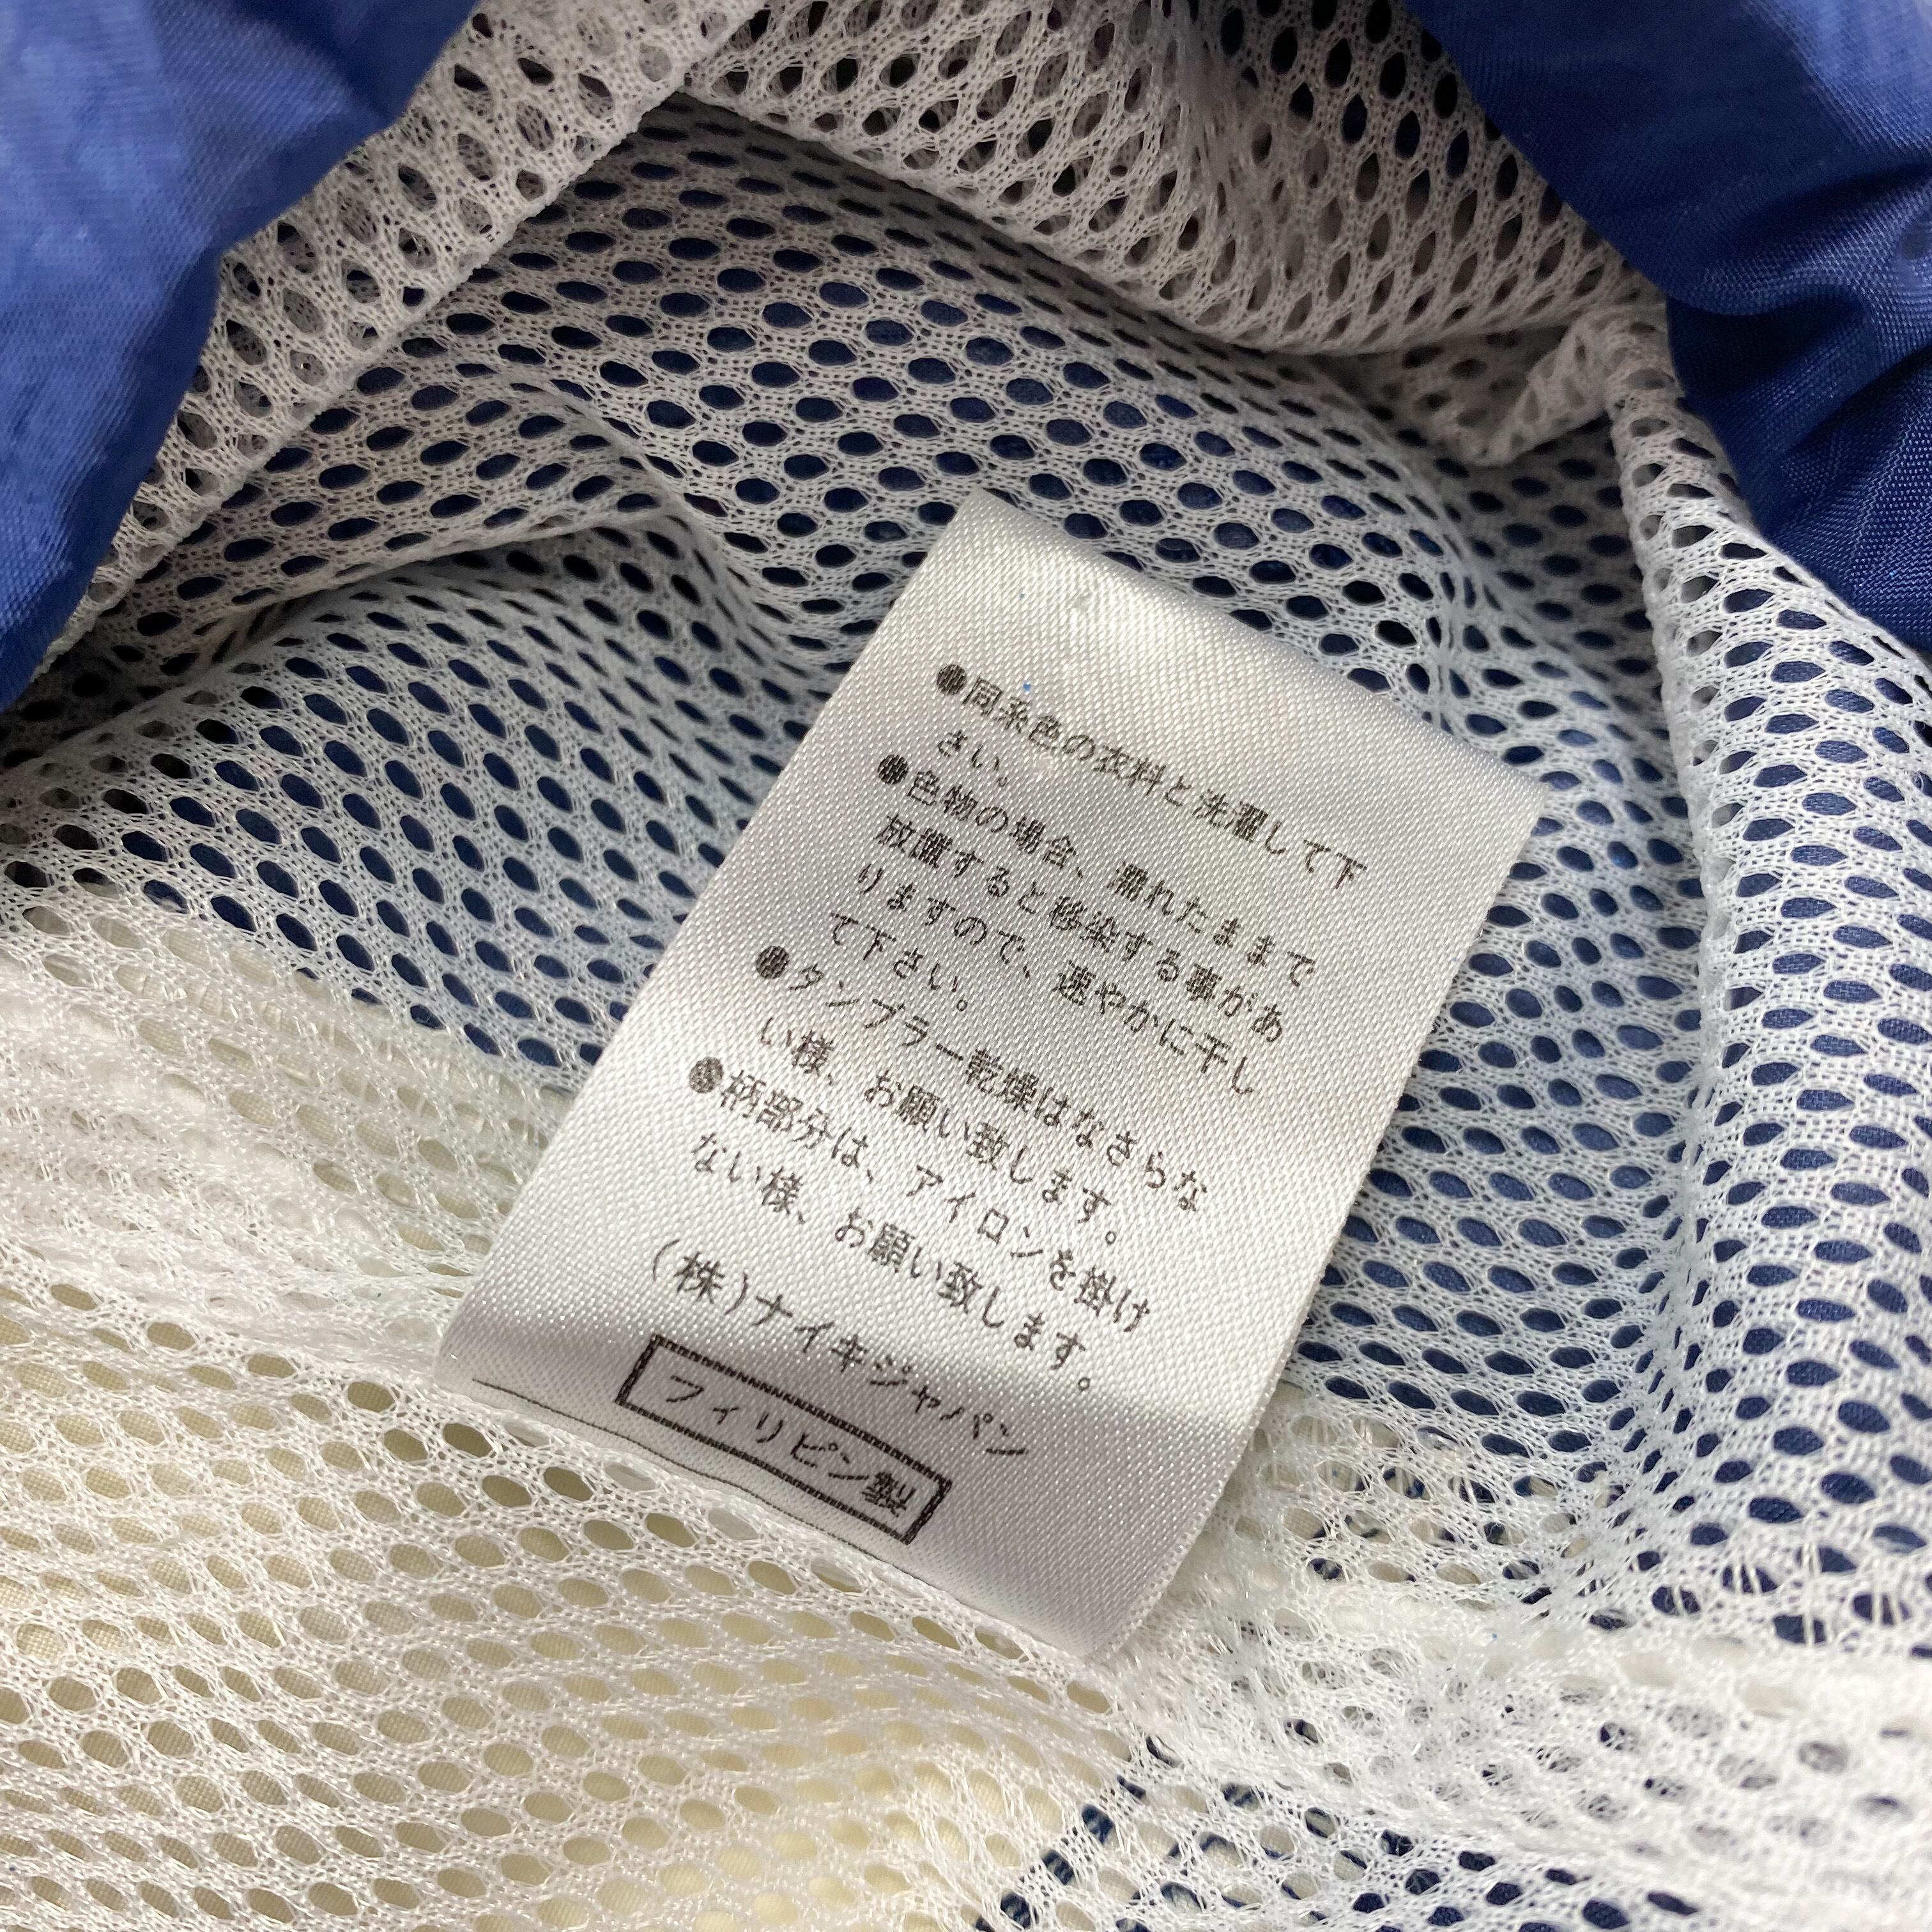 ●同系色の衣料と洗濯して下
さい。
●色物の場合、濡れたままで
放置すると移染する事があ
りますので、速やかに干し
て下さい。
●タンブラー乾燥はなさらな
い様、お願い致します。
●柄部分は、アイロンを掛け
ない様、お願い致します。
(株)ナイキジャパン
フィリピン製